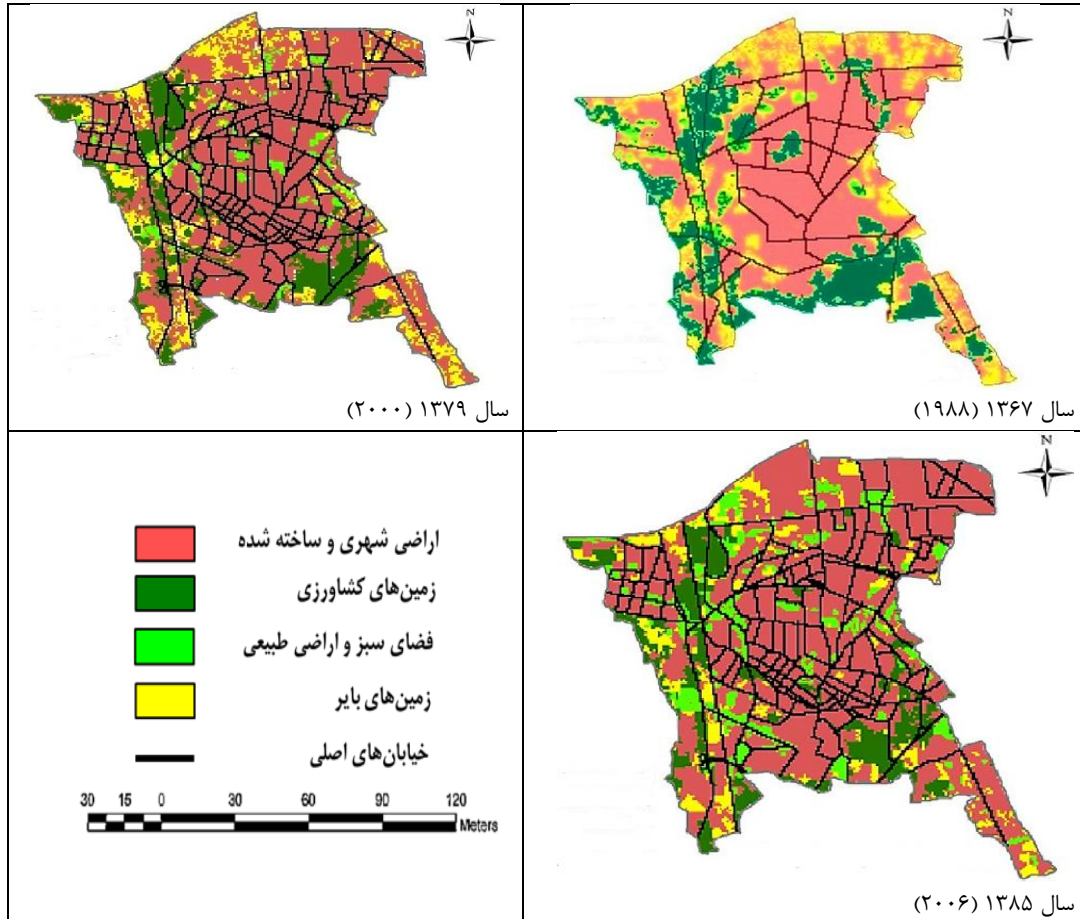 N
سال ۱۳۷۹ (۲۰۰۰)
N
سال ۱۳۶۷ (۱۹۸۸)
اراضی شهری و ساخته شده
زمین‌های کشاورزی
فضای سبز و اراضی طبیعی
زمین‌های بایر
خیابان‌های اصلی
30 15 0 30 60 90 120
Meters
N
سال ۱۳۸۵ (۲۰۰۶)